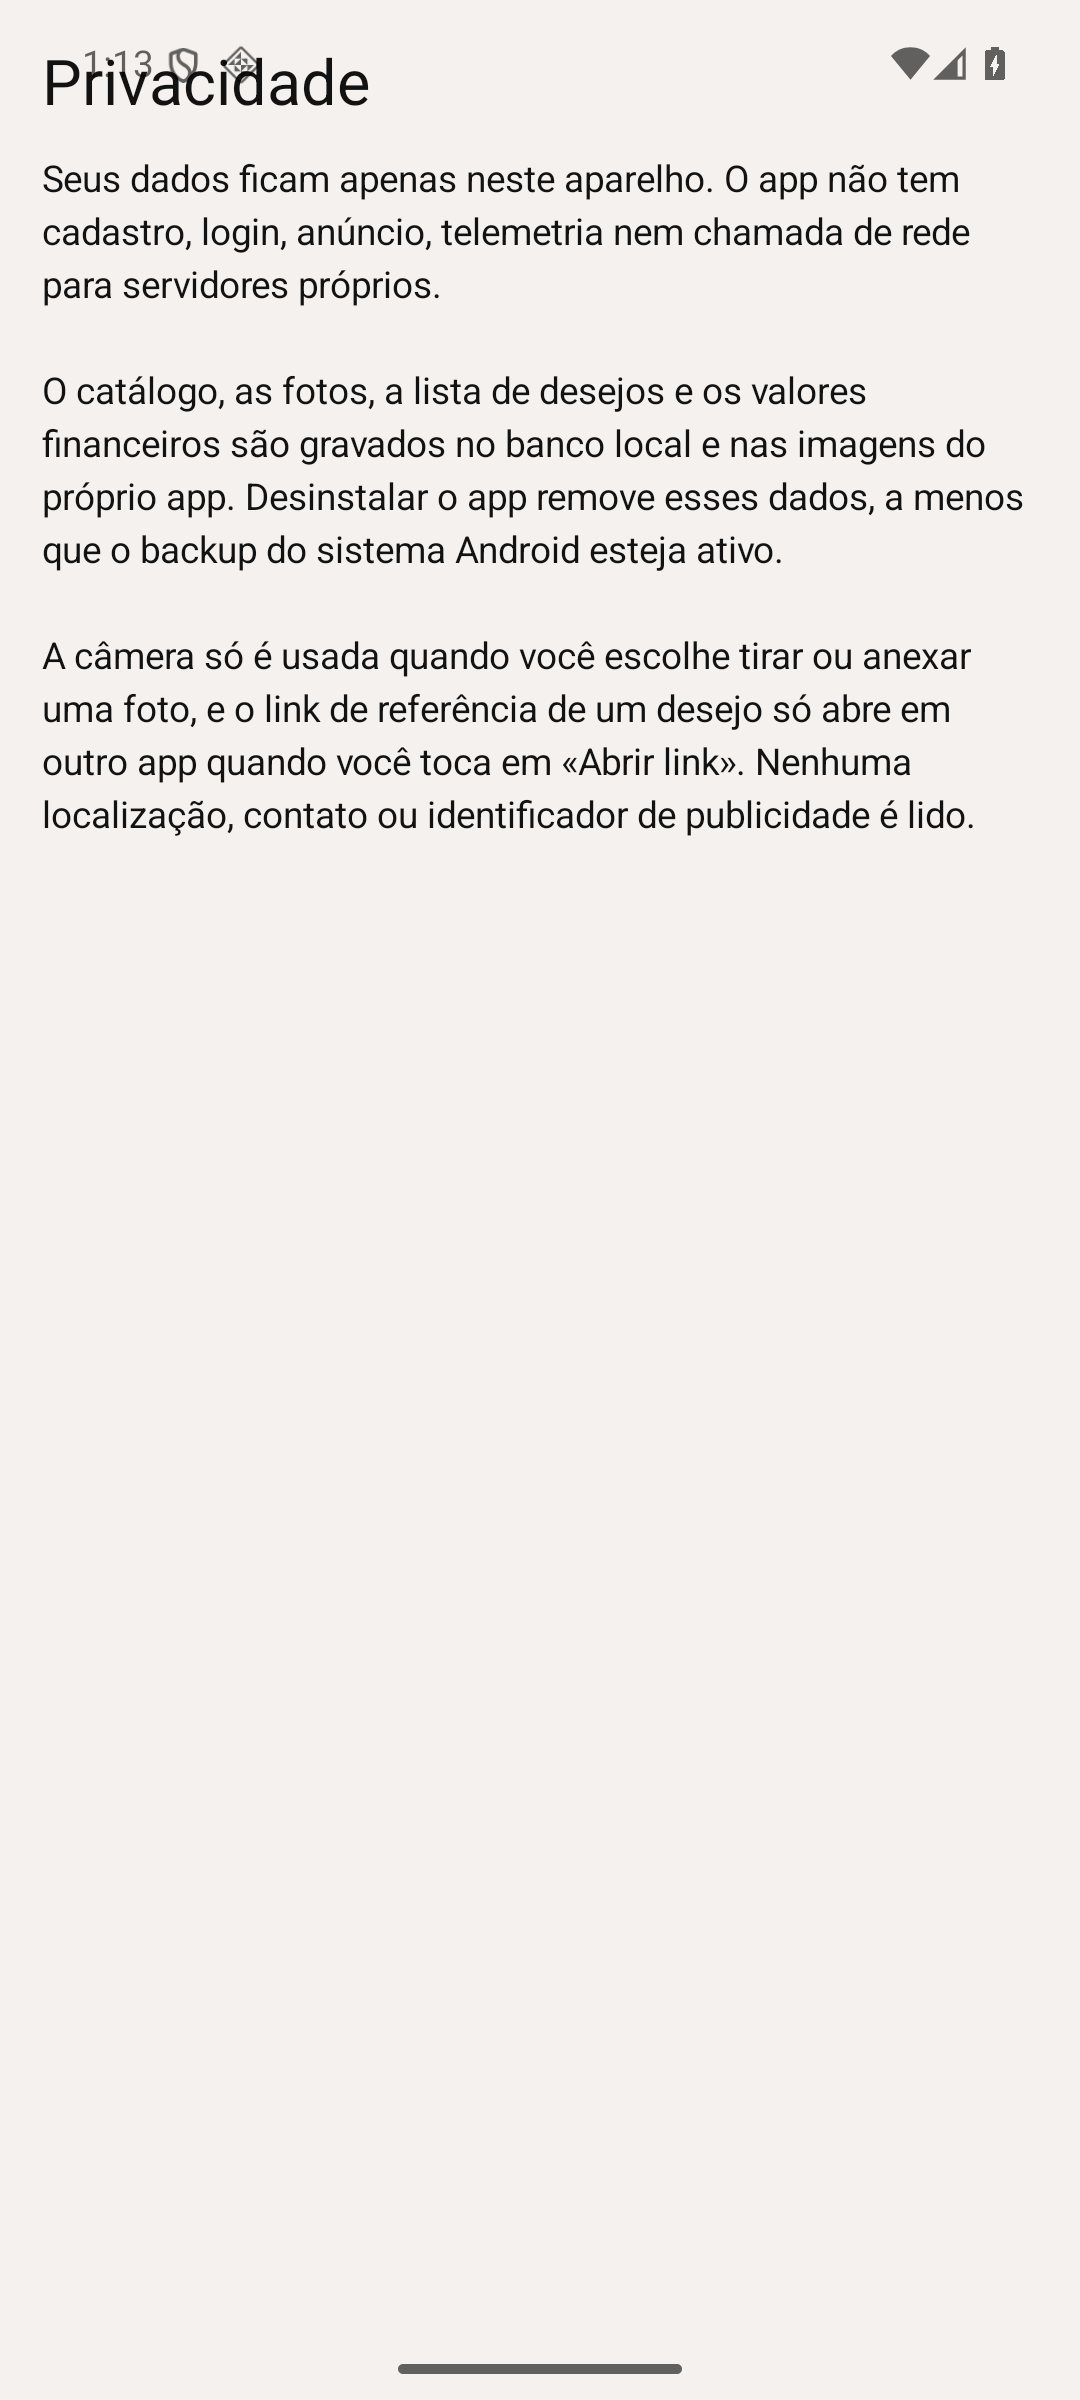 1:13
Privacidade
Seus dados ficam apenas neste aparelho. O app não tem
cadastro, login, anúncio, telemetria nem chamada de rede
para servidores próprios.
O catálogo, as fotos, a lista de desejos e os valores
financeiros são gravados no banco local e nas imagens do
próprio app. Desinstalar o app remove esses dados, a menos
que o backup do sistema Android esteja ativo.
A câmera só é usada quando você escolhe tirar ou anexar
uma foto, e o link de referência de um desejo só abre em
outro app quando você toca em «Abrir link». Nenhuma
localização, contato ou identificador de publicidade é lido.